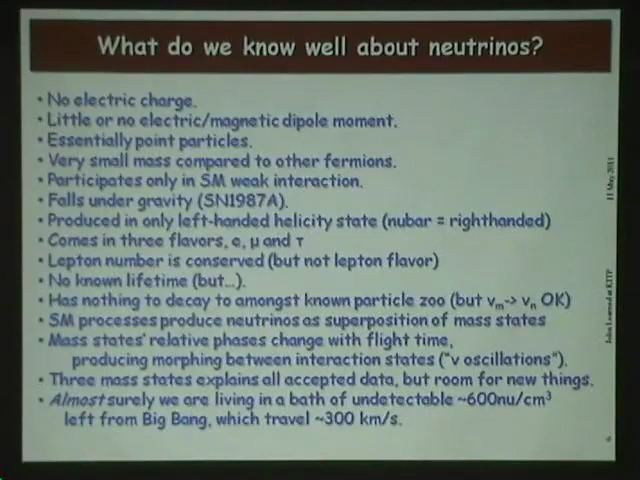 What do we know well about neutrinos?
• No electric charge.
• Little or no electric/magnetic dipole moment.
• Essentially point particles.
• Very small mass compared to other fermions.
• Participates only in SM weak interaction.
• Falls under gravity (SN1987A).
• Produced in only left-handed helicity state (nubar = righthanded)
• Comes in three flavors, e, μ and τ
• Lepton number is conserved (but not lepton flavor)
• No known lifetime (but...).
• Has nothing to decay to amongst known particle zoo (but νm-> νn OK)
• SM processes produce neutrinos as superposition of mass states
• Mass states' relative phases change with flight time,
producing morphing between interaction states ("ν oscillations").
• Three mass states explains all accepted data, but room for new things.
• Almost surely we are living in a bath of undetectable ~600nu/cm³
left from Big Bang, which travel ~300 km/s.
11 May 2011
John Learned at KITP